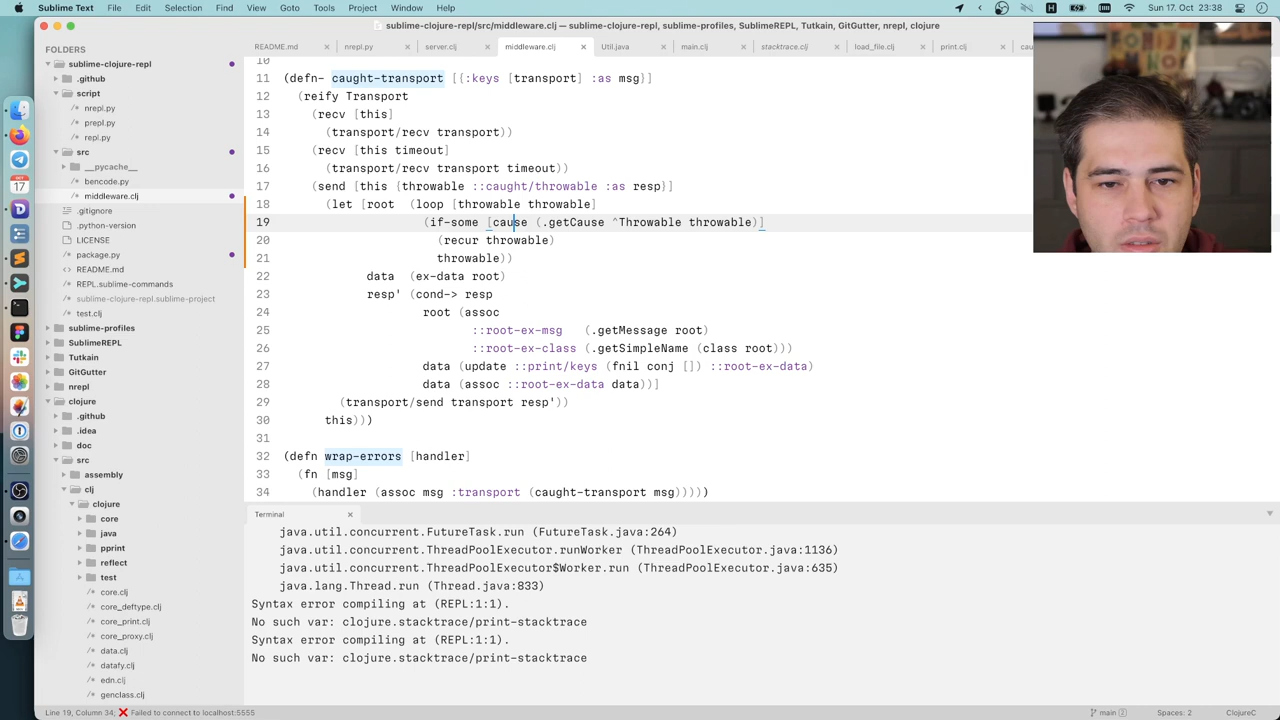 Sublime Text File Edit Selection Find View Goto Tools Project Window Help Sun 17. Oct 23:38
sublime-clojure-repl/src/middleware.clj — sublime-clojure-repl, sublime-profiles, SublimeREPL, Tutkain, GitGutter, nrepl, clojure
README.md nrepl.py server.clj middleware.clj Util.java main.clj stacktrace.clj load_file.clj print.clj
FOLDERS
sublime-clojure-repl
.github
script
nrepl.py
prepl.py
repl.py
src
__pycache__
bencode.py
middleware.clj
.gitignore
.python-version
LICENSE
package.py
README.md
REPL.sublime-commands
sublime-clojure-repl.sublime-project
test.clj
sublime-profiles
SublimeREPL
Tutkain
GitGutter
nrepl
clojure
.github
.idea
doc
src
assembly
clj
clojure
core
java
pprint
reflect
test
core.clj
core_deftype.clj
core_print.clj
core_proxy.clj
data.clj
datafy.clj
edn.clj
genclass.clj
10
11 (defn- caught-transport [{:keys [transport] :as msg}]
12 (reify Transport
13 (recv [this]
14 (transport/recv transport))
15 (recv [this timeout]
16 (transport/recv transport timeout))
17 (send [this {throwable ::caught/throwable :as resp}]
18 (let [root (loop [throwable throwable]
19 (if-some [cause (.getCause ^Throwable throwable)]
20 (recur throwable)
21 throwable))
22 data (ex-data root)
23 resp' (cond-> resp
24 root (assoc
25 ::root-ex-msg (.getMessage root)
26 ::root-ex-class (.getSimpleName (class root)))
27 data (update ::print/keys (fnil conj []) ::root-ex-data)
28 data (assoc ::root-ex-data data))]
29 (transport/send transport resp'))
30 this)))
31
32 (defn wrap-errors [handler]
33 (fn [msg]
34 (handler (assoc msg :transport (caught-transport msg)))))
Terminal
java.util.concurrent.FutureTask.run (FutureTask.java:264)
java.util.concurrent.ThreadPoolExecutor.runWorker (ThreadPoolExecutor.java:1136)
java.util.concurrent.ThreadPoolExecutor$Worker.run (ThreadPoolExecutor.java:635)
java.lang.Thread.run (Thread.java:833)
Syntax error compiling at (REPL:1:1).
No such var: clojure.stacktrace/print-stacktrace
Syntax error compiling at (REPL:1:1).
No such var: clojure.stacktrace/print-stacktrace
Line 19, Column 34; ❌ Failed to connect to localhost:5555 main Spaces: 2 ClojureC